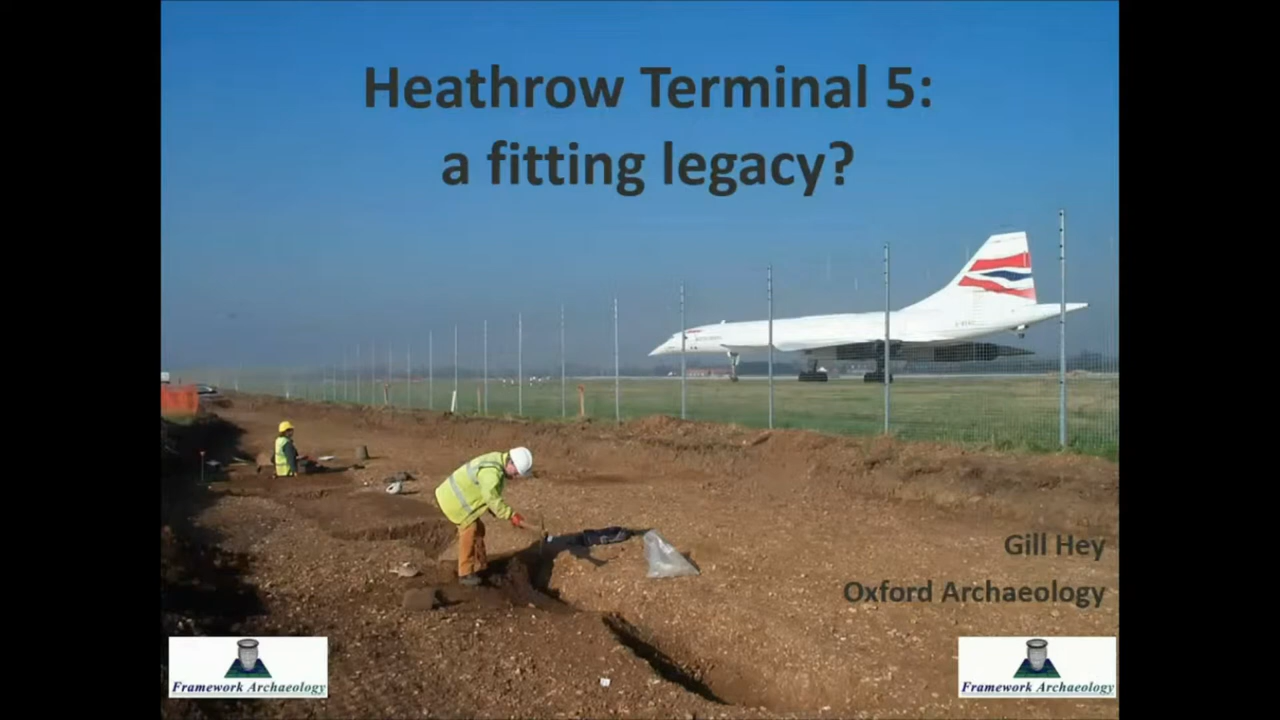 Heathrow Terminal 5:
a fitting legacy?
Gill Hey
Oxford Archaeology
Framework Archaeology
Framework Archaeology